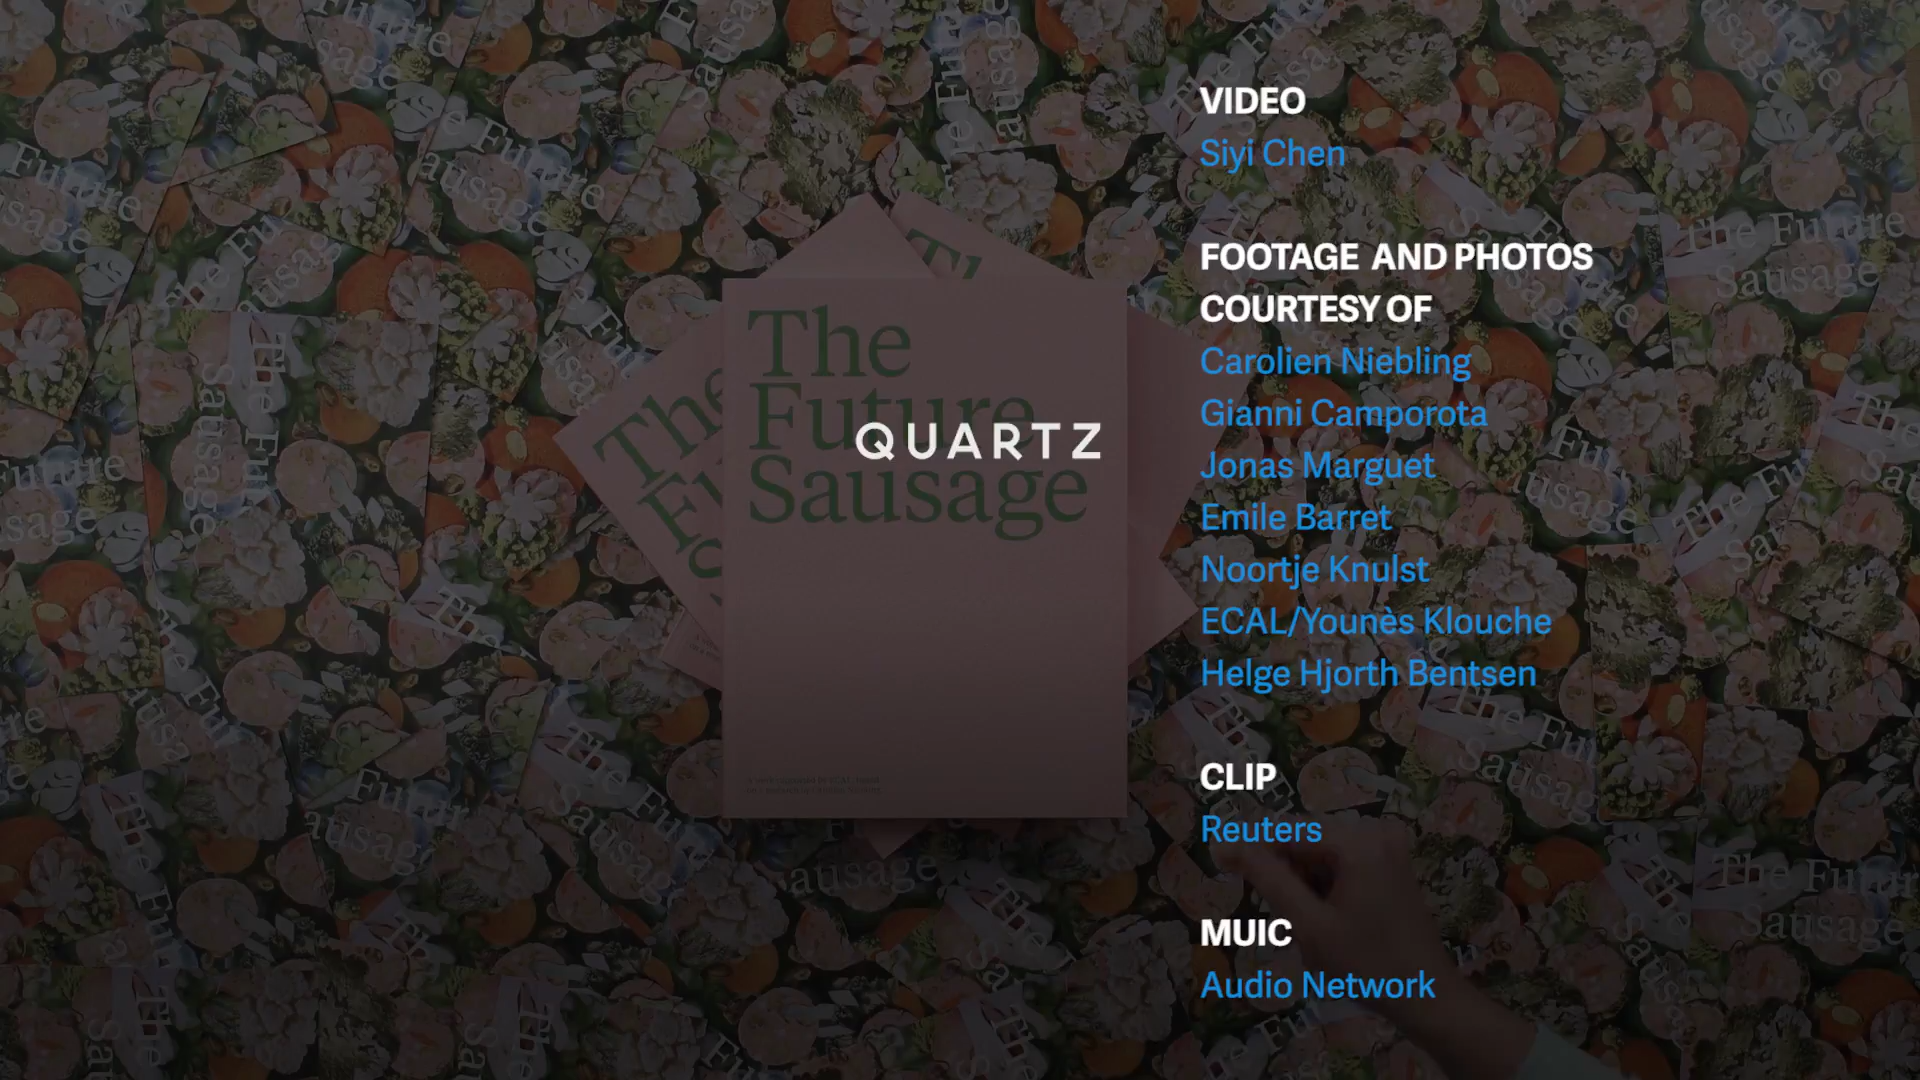 The
Future
Sausage
QUARTZ
VIDEO
Siyi Chen
FOOTAGE AND PHOTOS
COURTESY OF
Carolien Niebling
Gianni Camporota
Jonas Marguet
Emile Barret
Noortje Knulst
ECAL/Younès Klouche
Helge Hjorth Bentsen
CLIP
Reuters
MUIC
Audio Network